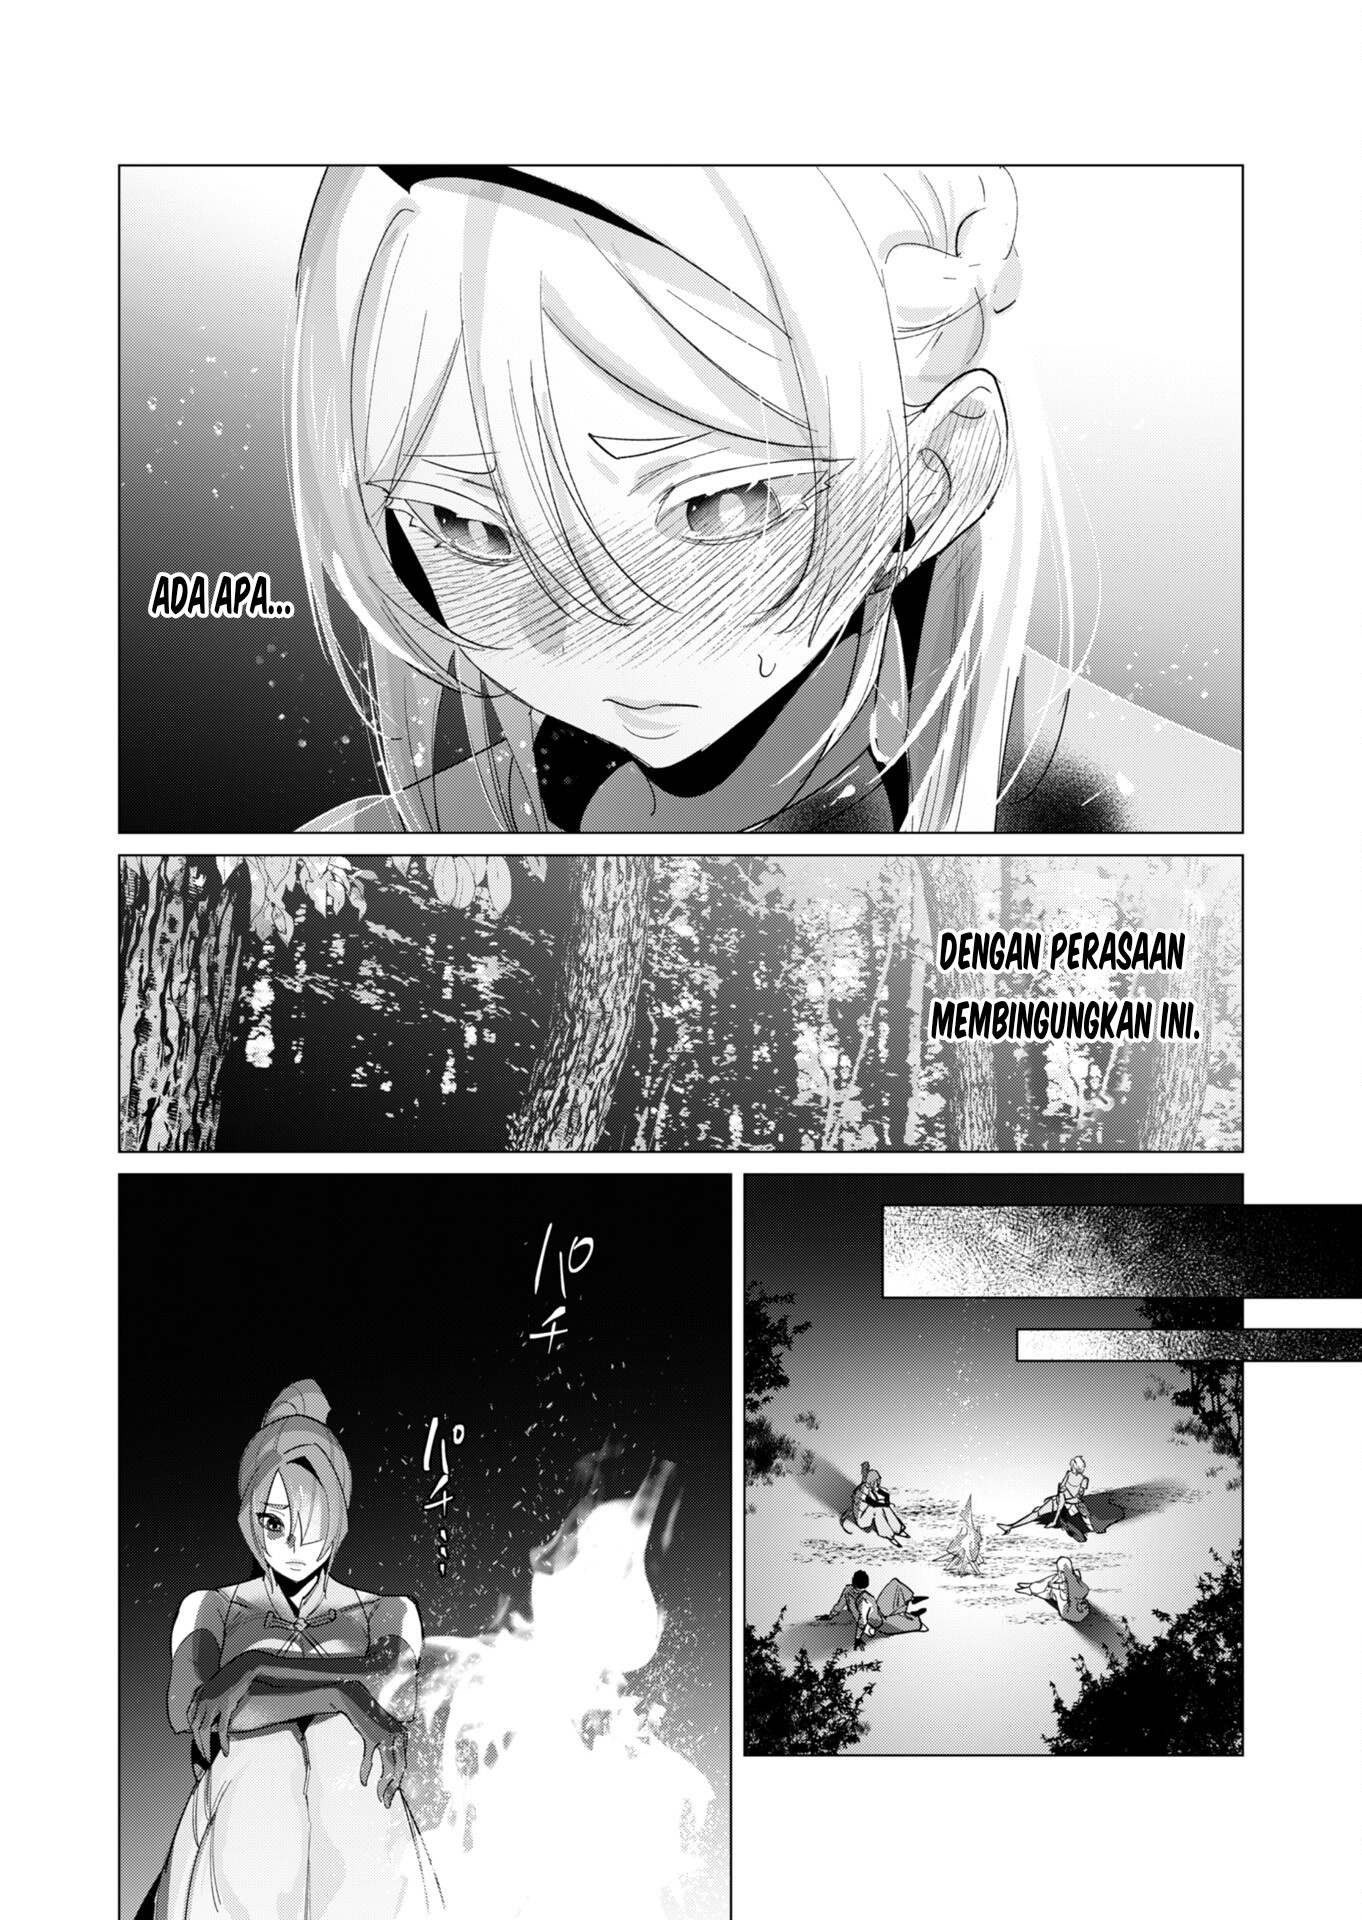 ADA APA...
DENGAN PERASAAN
MEMBINGUNGKAN INI.
パチ
パチ……